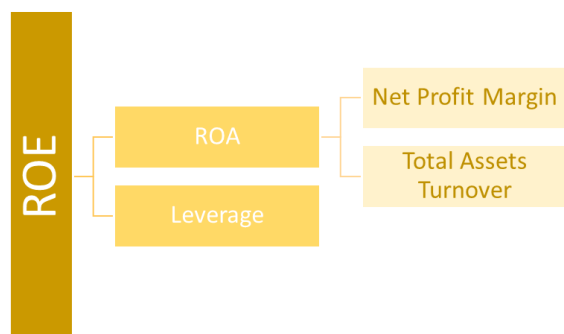 ROE
ROA
Leverage
Net Profit Margin
Total Assets
Turnover